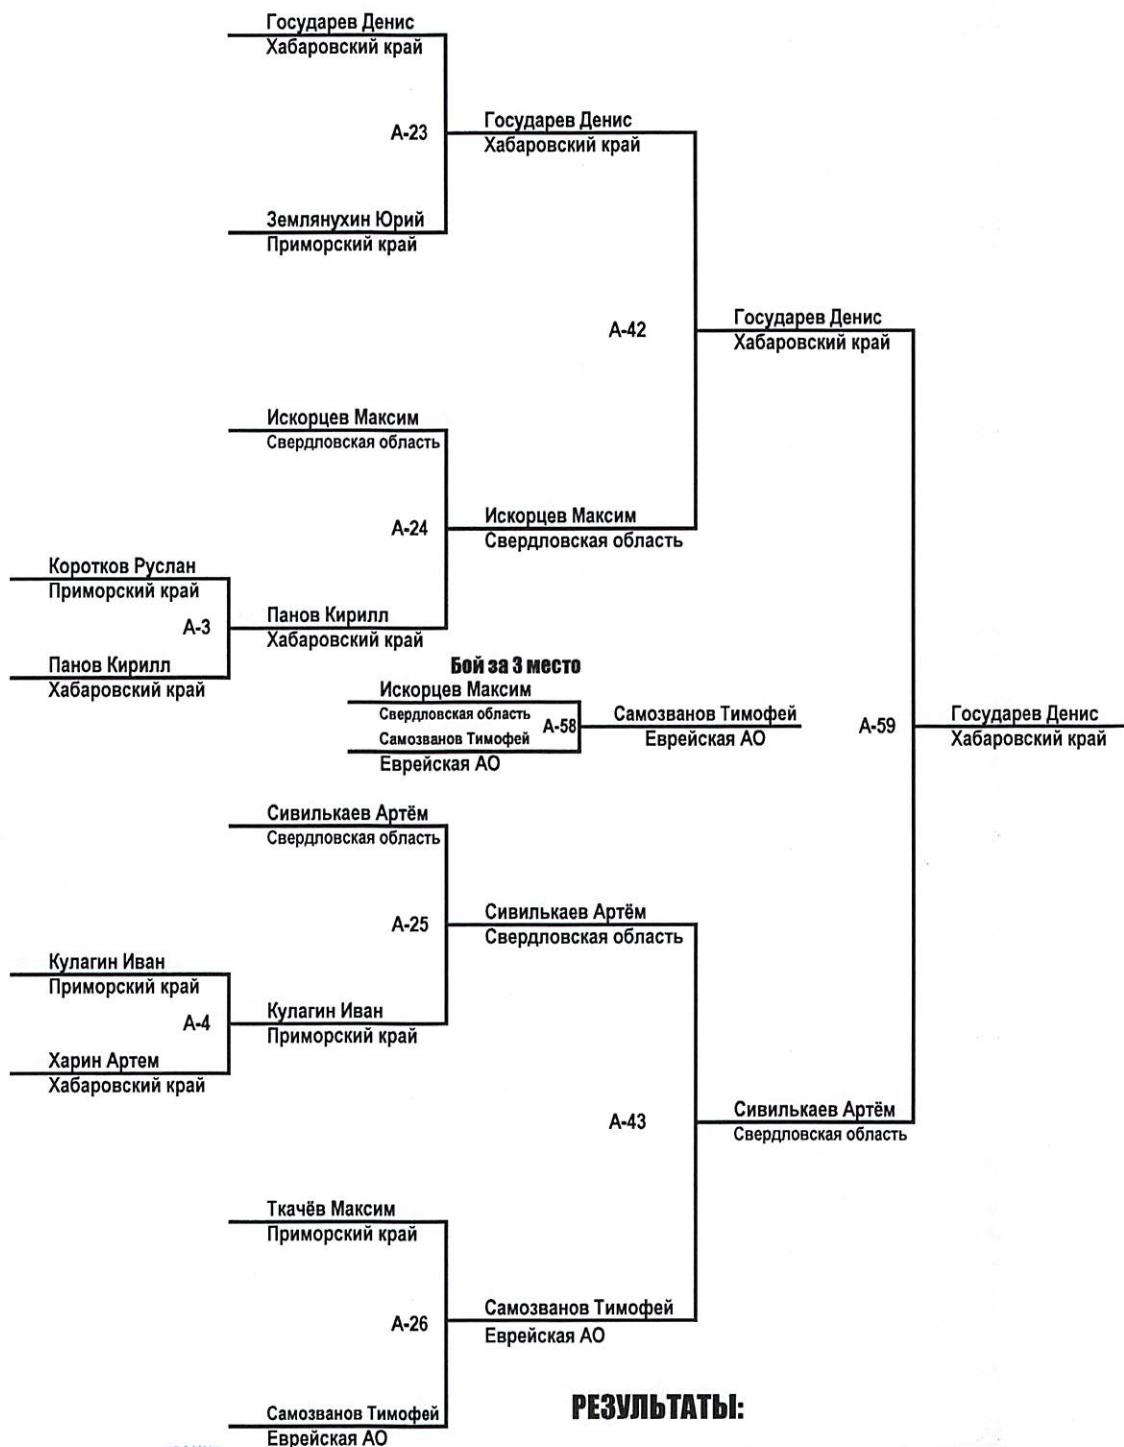 Государев Денис
Хабаровский край
А-23
Государев Денис
Хабаровский край
Землянухин Юрий
Приморский край
А-42
Государев Денис
Хабаровский край
Искорцев Максим
Свердловская область
А-24
Искорцев Максим
Свердловская область
Коротков Руслан
Приморский край
А-3
Панов Кирилл
Хабаровский край
Панов Кирилл
Хабаровский край
Бой за 3 место
Искорцев Максим
Свердловская область
Самозванов Тимофей
Еврейская АО
А-58
Самозванов Тимофей
Еврейская АО
А-59
Государев Денис
Хабаровский край
Сивилькаев Артём
Свердловская область
А-25
Сивилькаев Артём
Свердловская область
Кулагин Иван
Приморский край
А-4
Кулагин Иван
Приморский край
Харин Артем
Хабаровский край
А-43
Сивилькаев Артём
Свердловская область
Ткачёв Максим
Приморский край
А-26
Самозванов Тимофей
Еврейская АО
Самозванов Тимофей
Еврейская АО
РЕЗУЛЬТАТЫ: